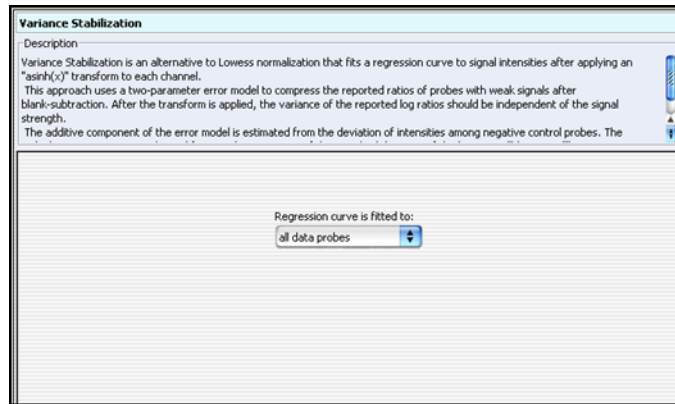 Variance Stabilization
Description
Variance Stabilization is an alternative to Lowess normalization that fits a regression curve to signal intensities after applying an
"asinh(x)" transform to each channel.
This approach uses a two-parameter error model to compress the reported ratios of probes with weak signals after
blank-subtraction. After the transform is applied, the variance of the reported log ratios should be independent of the signal
strength.
The additive component of the error model is estimated from the deviation of intensities among negative control probes. The
Regression curve is fitted to:
all data probes